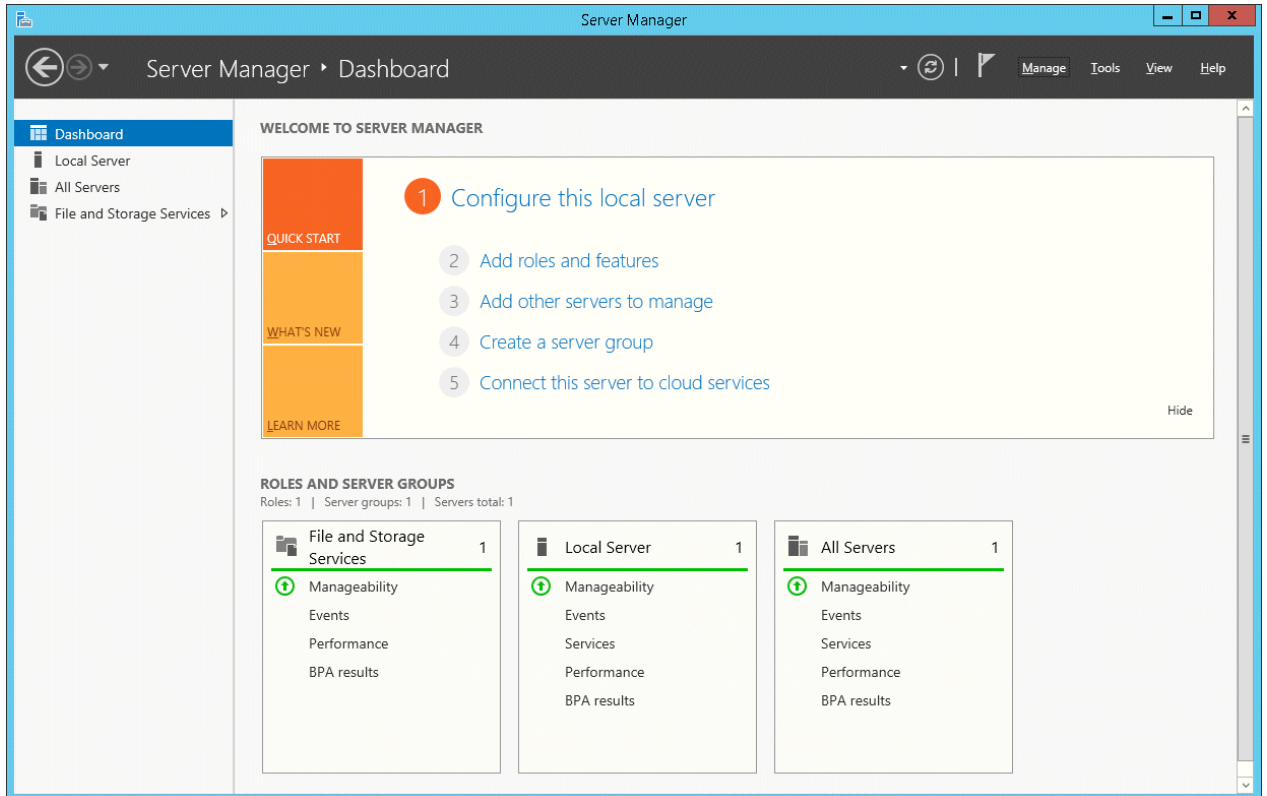 Server Manager
Server Manager ‣ Dashboard
Manage Tools View Help
Dashboard
Local Server
All Servers
File and Storage Services
WELCOME TO SERVER MANAGER
QUICK START
WHAT'S NEW
LEARN MORE
1 Configure this local server
2 Add roles and features
3 Add other servers to manage
4 Create a server group
5 Connect this server to cloud services
Hide
ROLES AND SERVER GROUPS
Roles: 1 | Server groups: 1 | Servers total: 1
File and Storage
Services 1
Manageability
Events
Performance
BPA results
Local Server 1
Manageability
Events
Services
Performance
BPA results
All Servers 1
Manageability
Events
Services
Performance
BPA results